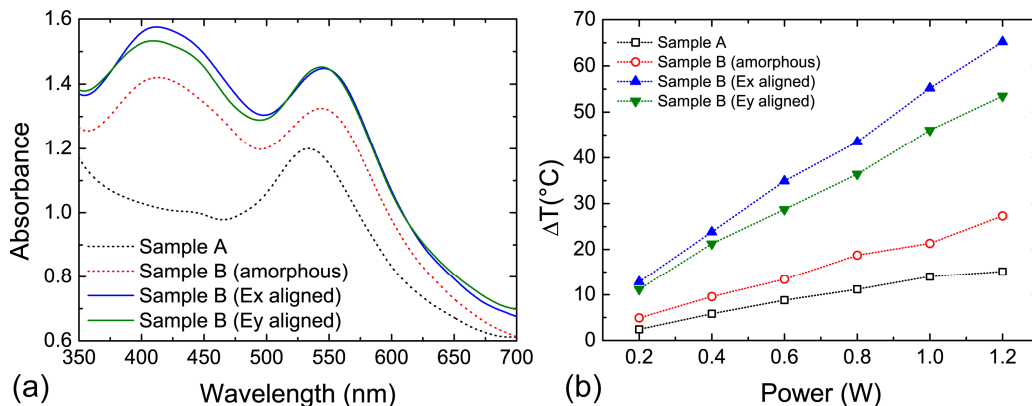 1.6
1.4
1.2
1.0
0.8
0.6
Absorbance
Sample A
Sample B (amorphous)
Sample B (Ex aligned)
Sample B (Ey aligned)
350 400 450 500 550 600 650 700
Wavelength (nm)
(a)
70
60
50
40
30
20
10
0
ΔT(°C)
Sample A
Sample B (amorphous)
Sample B (Ex aligned)
Sample B (Ey aligned)
0.2 0.4 0.6 0.8 1.0 1.2
Power (W)
(b)